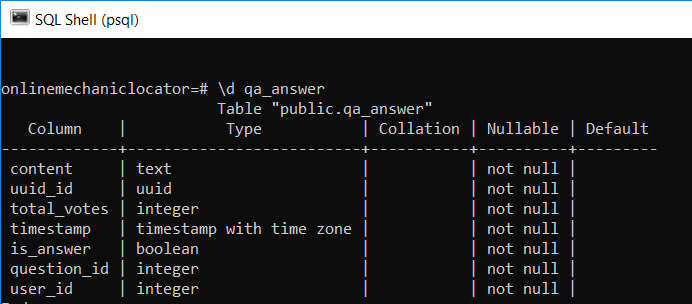 SQL Shell (psql)
onlinemechaniclocator=# \d qa_answer
                        Table "public.qa_answer"
   Column    |           Type           | Collation | Nullable | Default
-------------+--------------------------+-----------+----------+---------
 content     | text                     |           | not null |
 uuid_id     | uuid                     |           | not null |
 total_votes | integer                  |           | not null |
 timestamp   | timestamp with time zone |           | not null |
 is_answer   | boolean                  |           | not null |
 question_id | integer                  |           | not null |
 user_id     | integer                  |           | not null |